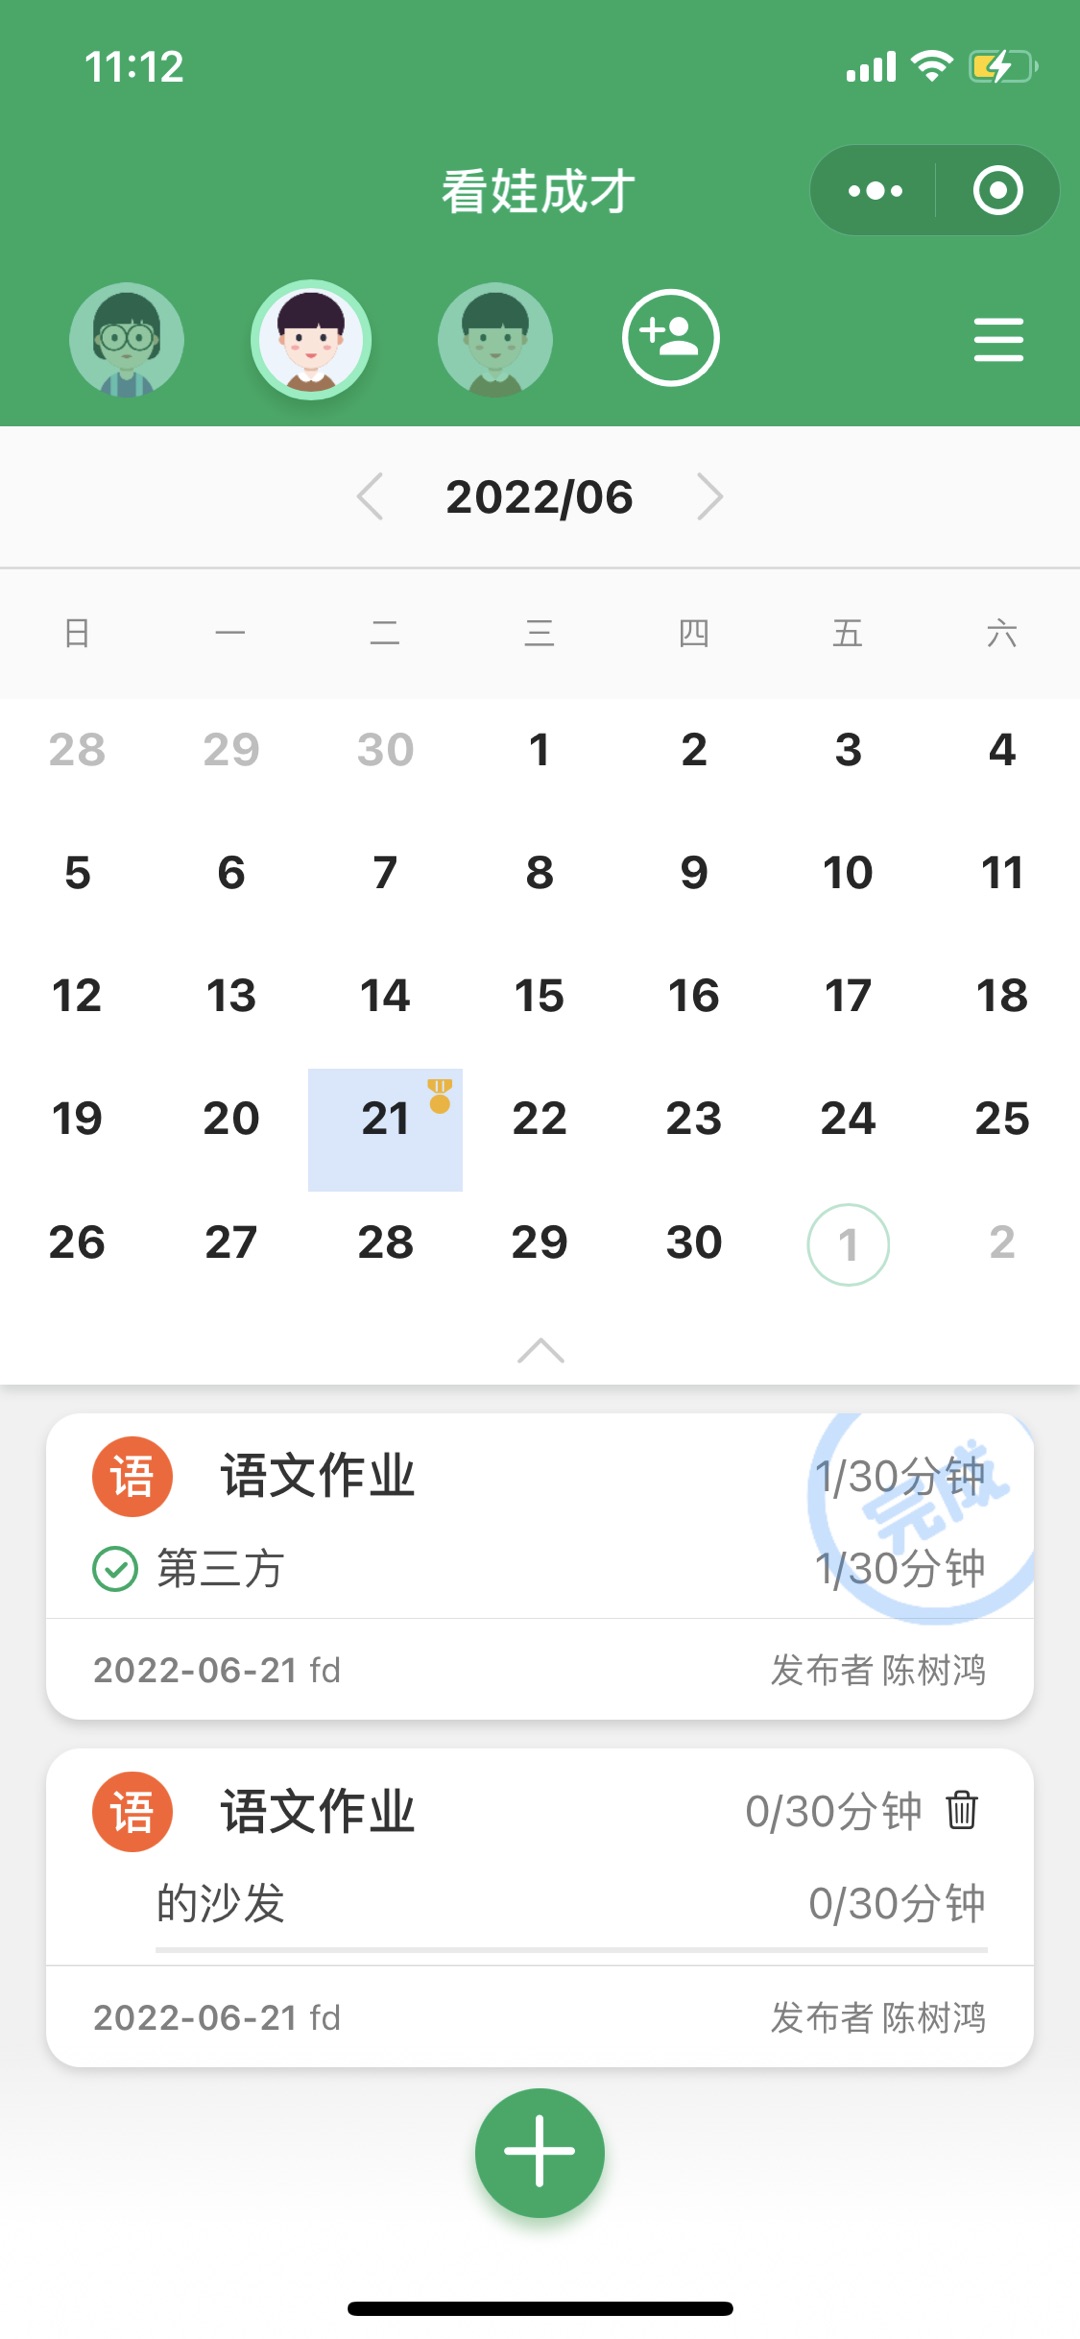 11:12
看娃成才
2022/06
日 一 二 三 四 五 六
28 29 30 1 2 3 4
5 6 7 8 9 10 11
12 13 14 15 16 17 18
19 20 21 22 23 24 25
26 27 28 29 30 1 2
语 语文作业 1/30分钟
完成
第三方 1/30分钟
2022-06-21 fd 发布者 陈树鸿
语 语文作业 0/30分钟
的沙发 0/30分钟
2022-06-21 fd 发布者 陈树鸿